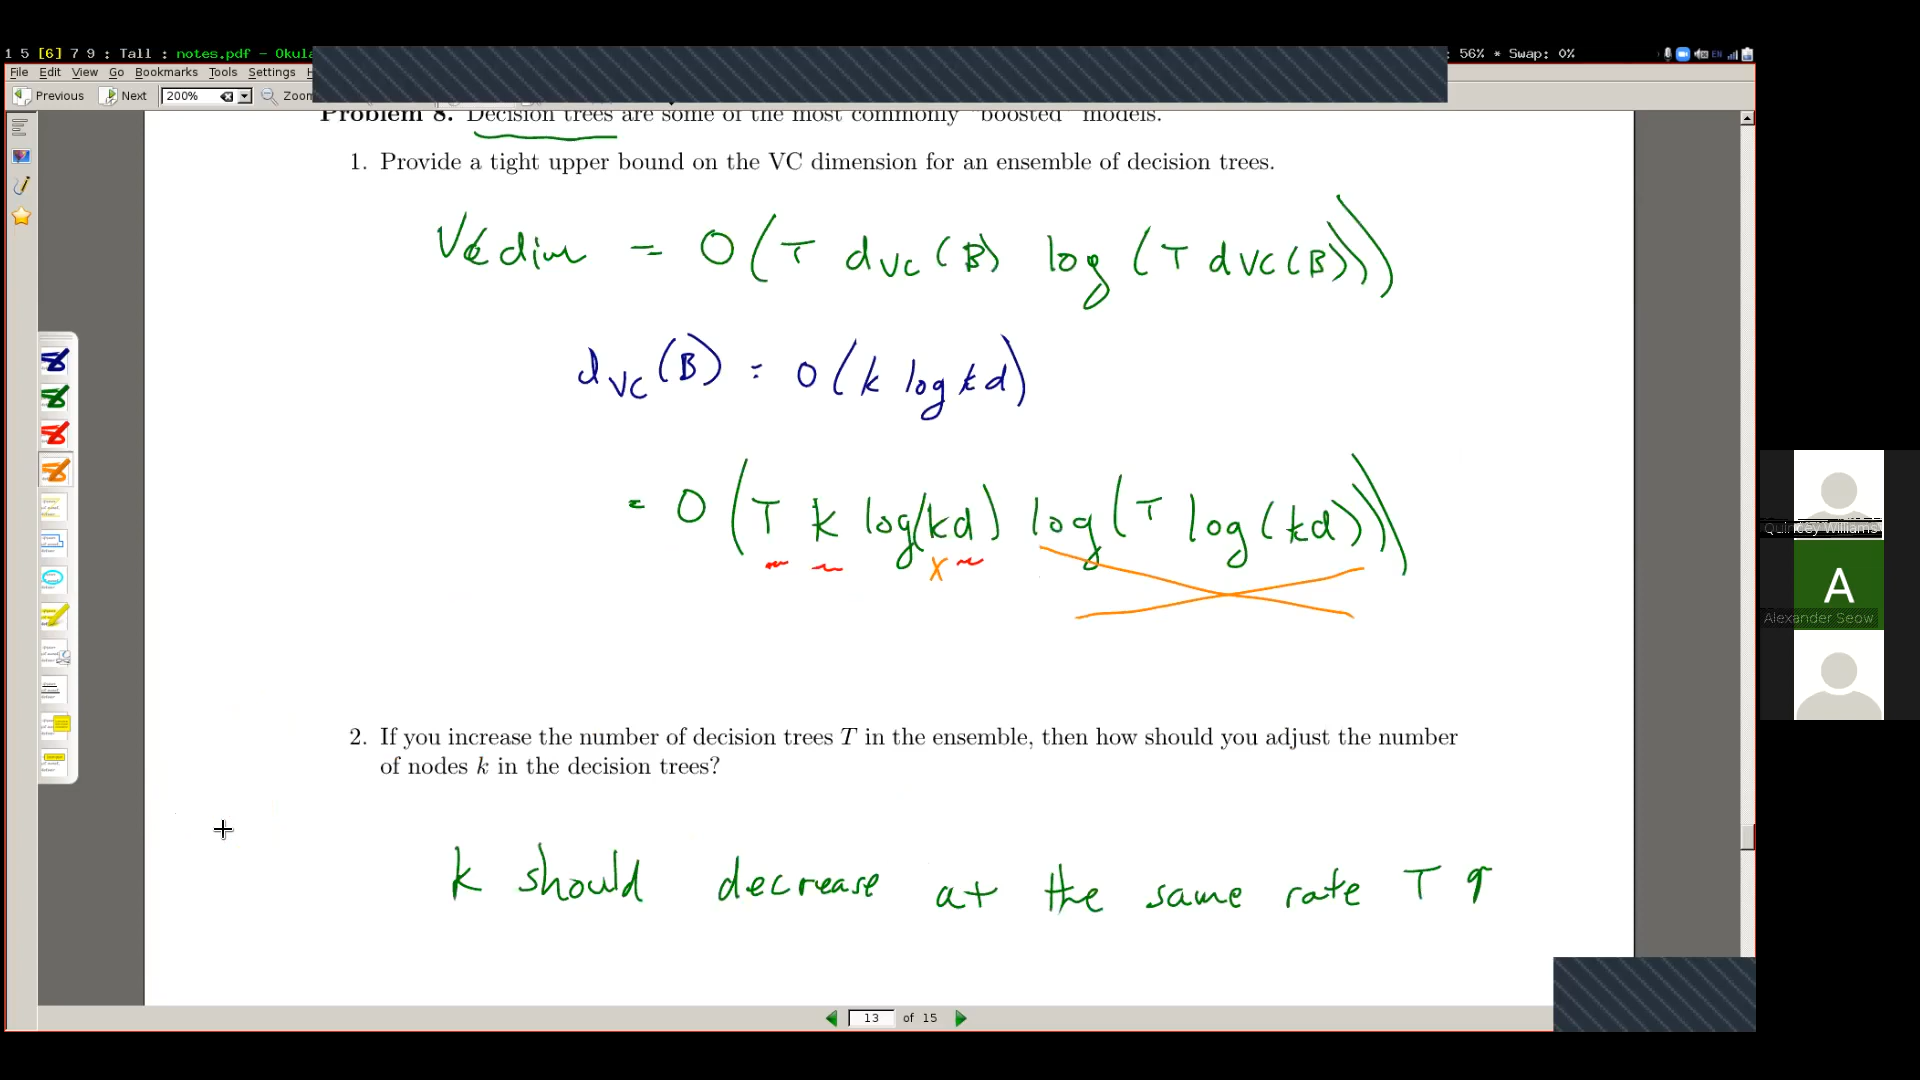 1 5 [6] 7 9 : Tall : notes.pdf - Okula
: 56% * Swap: 0%
EN
File Edit View Go Bookmarks Tools Settings H
Previous Next 200% Zoom
Problem 8. Decision trees are some of the most commonly "boosted" models.
1. Provide a tight upper bound on the VC dimension for an ensemble of decision trees.
VC dim = O(T dVC(B) log(T dVC(B)))
dVC(B) = O(k log kd)
= O(T k log(kd) log(T log(kd)))
x
Quincey Williams
A
Alexander Seow
2. If you increase the number of decision trees T in the ensemble, then how should you adjust the number
of nodes k in the decision trees?
k should decrease at the same rate T ↑
13 of 15